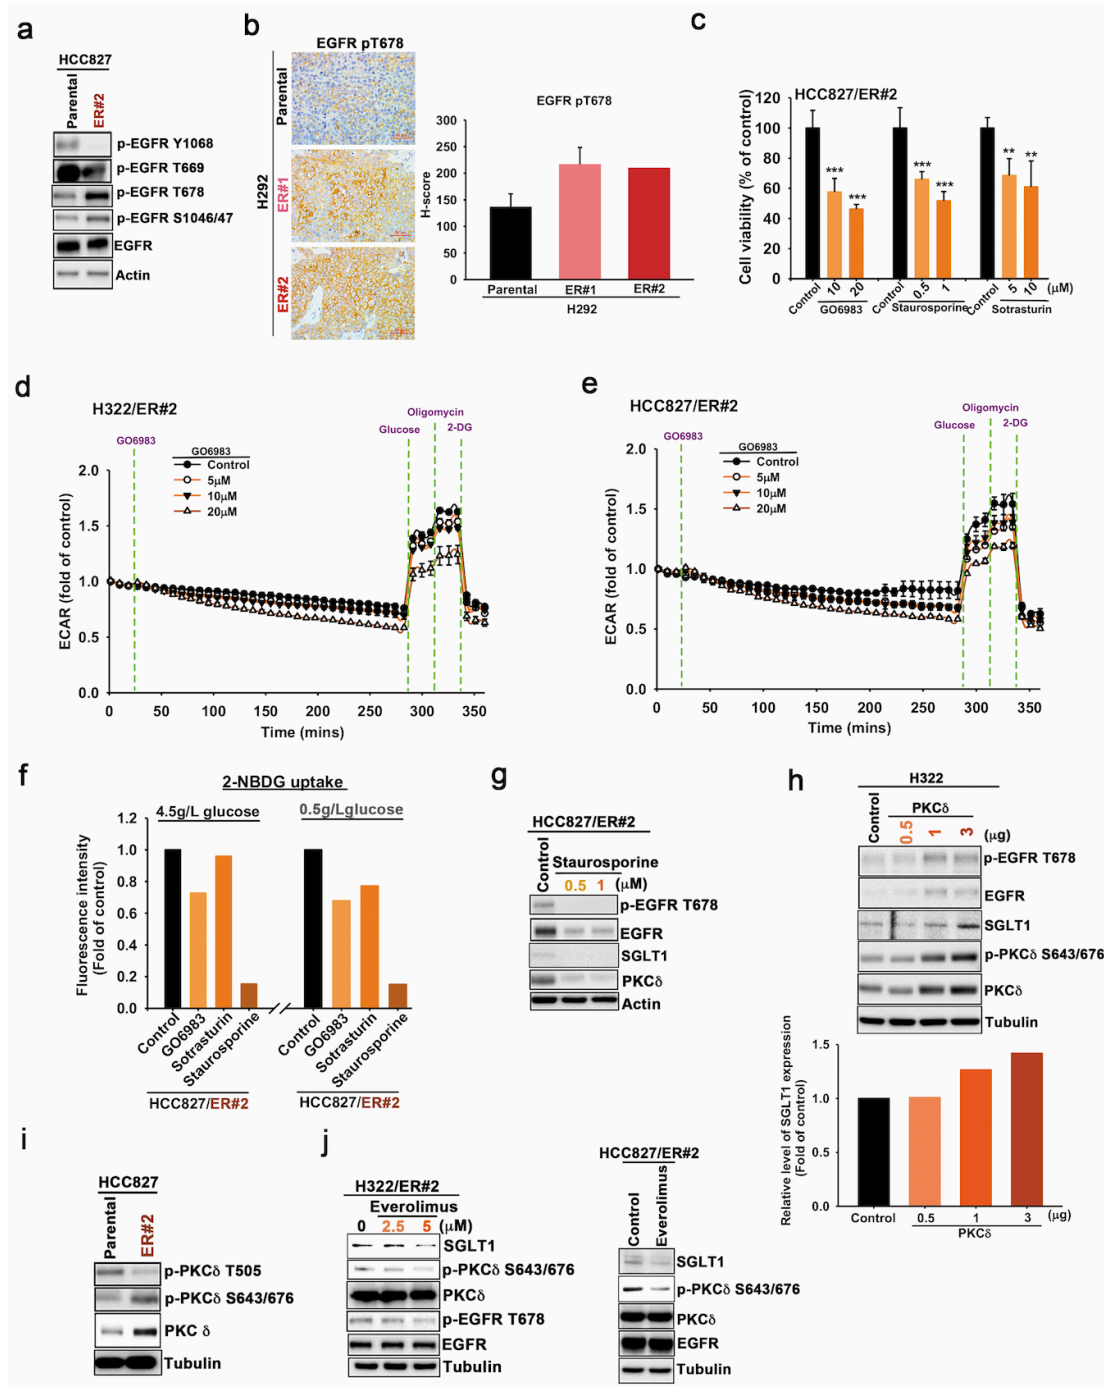 a
HCC827
Parental
ER#2
p-EGFR Y1068
p-EGFR T669
p-EGFR T678
p-EGFR S1046/47
EGFR
Actin
b
EGFR pT678
H292
Parental
ER#1
ER#2
EGFR pT678
H-score
300
250
200
150
100
50
0
Parental ER#1 ER#2
H292
c
HCC827/ER#2
Cell viability (% of control)
120
100
80
60
40
20
0
*** *** *** *** ** **
Control 10 20 Control 0.5 1 Control 5 10 (μM)
GO6983 Staurosporine Sotrasturin
d
H322/ER#2
GO6983
Glucose
Oligomycin
2-DG
GO6983
Control
5μM
10μM
20μM
ECAR (fold of control)
2.0
1.5
1.0
0.5
0.0
0 50 100 150 200 250 300 350
Time (mins)
e
HCC827/ER#2
GO6983
Glucose
Oligomycin
2-DG
GO6983
Control
5μM
10μM
20μM
ECAR (fold of control)
2.0
1.5
1.0
0.5
0.0
0 50 100 150 200 250 300 350
Time (mins)
f
2-NBDG uptake
4.5g/L glucose 0.5g/Lglucose
Fluorescence intensity
(Fold of control)
1.2
1.0
0.8
0.6
0.4
0.2
0.0
Control GO6983 Sotrasturin Staurosporine Control GO6983 Sotrasturin Staurosporine
HCC827/ER#2 HCC827/ER#2
g
HCC827/ER#2
Control
Staurosporine
0.5 1 (μM)
p-EGFR T678
EGFR
SGLT1
PKCδ
Actin
h
H322
Control
PKCδ
0.5 1 3 (μg)
p-EGFR T678
EGFR
SGLT1
p-PKCδ S643/676
PKCδ
Tubulin
Relative level of SGLT1 expression
(Fold of control)
1.5
1.0
0.5
0.0
Control 0.5 1 3 (μg)
PKCδ
i
HCC827
Parental
ER#2
p-PKCδ T505
p-PKCδ S643/676
PKC δ
Tubulin
j
H322/ER#2
Everolimus
0 2.5 5 (μM)
SGLT1
p-PKCδ S643/676
PKCδ
p-EGFR T678
EGFR
Tubulin
HCC827/ER#2
Control
Everolimus
SGLT1
p-PKCδ S643/676
PKCδ
EGFR
Tubulin